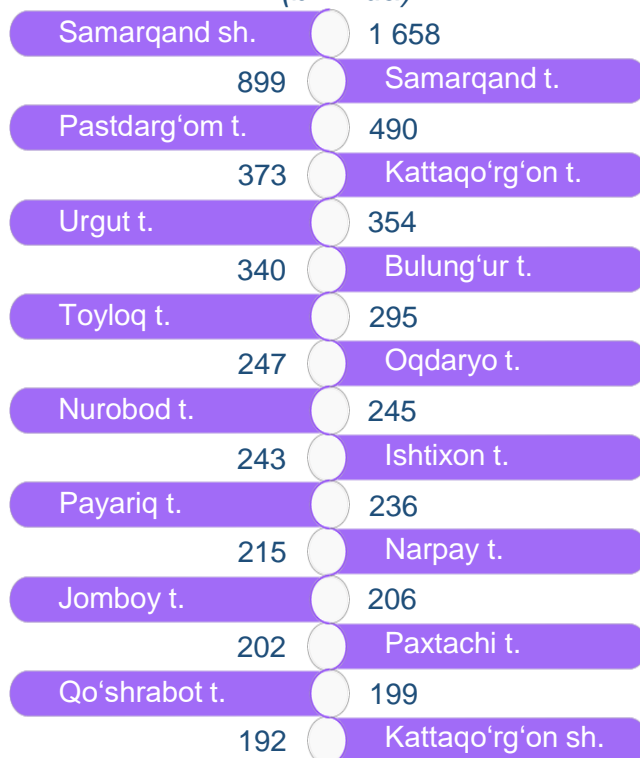 Samarqand sh. 1 658
899 Samarqand t.
Pastdarg‘om t. 490
373 Kattaqo‘rg‘on t.
Urgut t. 354
340 Bulung‘ur t.
Toyloq t. 295
247 Oqdaryo t.
Nurobod t. 245
243 Ishtixon t.
Payariq t. 236
215 Narpay t.
Jomboy t. 206
202 Paxtachi t.
Qo‘shrabot t. 199
192 Kattaqo‘rg‘on sh.